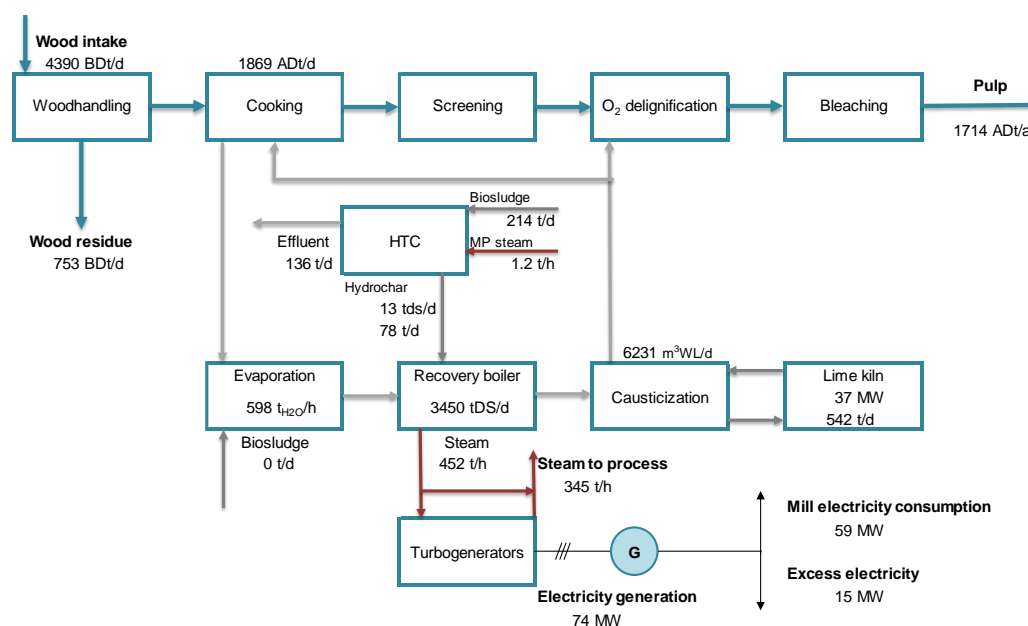 Wood intake
4390 BDt/d
1869 ADt/d
Woodhandling
Cooking
Screening
O₂ delignification
Bleaching
Pulp
1714 ADt/a
Wood residue
753 BDt/d
Biosludge
214 t/d
HTC
MP steam
1.2 t/h
Effluent
136 t/d
Hydrochar
13 tds/d
78 t/d
6231 m³WL/d
Evaporation
598 t_H2O/h
Recovery boiler
3450 tDS/d
Causticization
Lime kiln
37 MW
542 t/d
Biosludge
0 t/d
Steam
452 t/h
Steam to process
345 t/h
Turbogenerators
G
Mill electricity consumption
59 MW
Excess electricity
15 MW
Electricity generation
74 MW